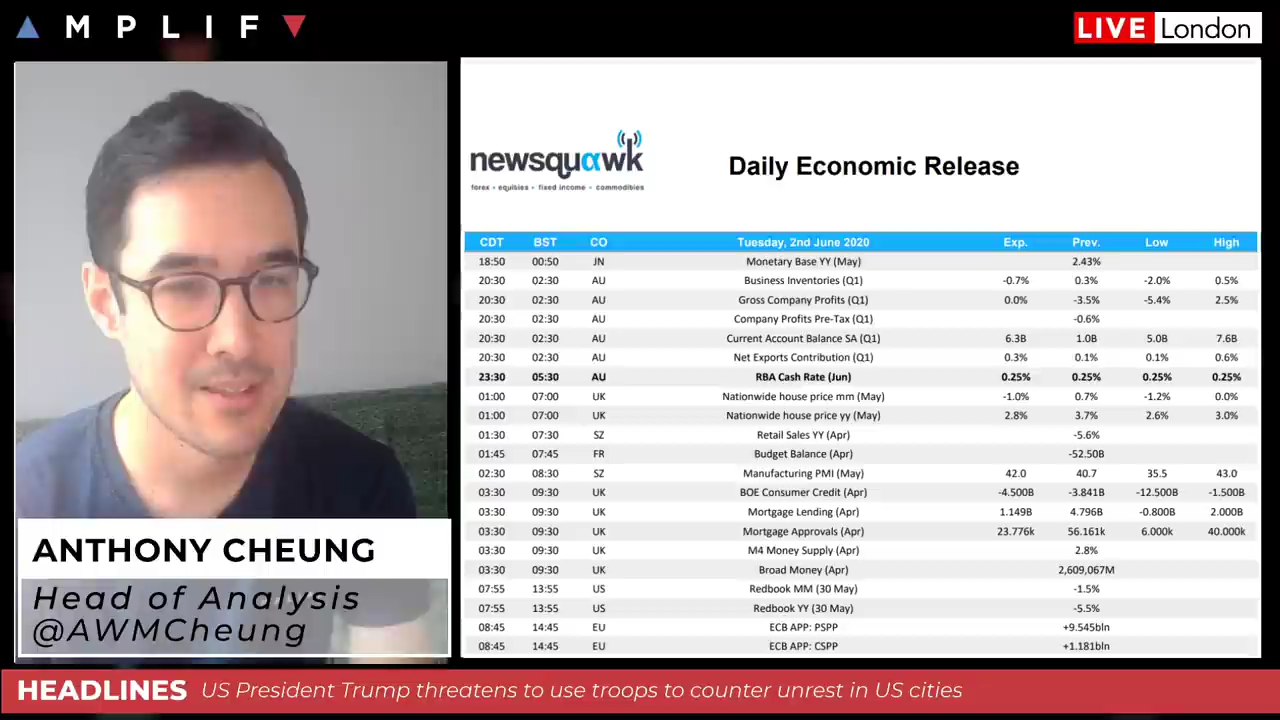 AMPLIFY
LIVE London
newsquawk
forex • equities • fixed income • commodities
Daily Economic Release
CDT BST CO Tuesday, 2nd June 2020 Exp. Prev. Low High
18:50 00:50 JN Monetary Base YY (May) 2.43%
20:30 02:30 AU Business Inventories (Q1) -0.7% 0.3% -2.0% 0.5%
20:30 02:30 AU Gross Company Profits (Q1) 0.0% -3.5% -5.4% 2.5%
20:30 02:30 AU Company Profits Pre-Tax (Q1) -0.6%
20:30 02:30 AU Current Account Balance SA (Q1) 6.3B 1.0B 5.0B 7.6B
20:30 02:30 AU Net Exports Contribution (Q1) 0.3% 0.1% 0.1% 0.6%
23:30 05:30 AU RBA Cash Rate (Jun) 0.25% 0.25% 0.25% 0.25%
01:00 07:00 UK Nationwide house price mm (May) -1.0% 0.7% -1.2% 0.0%
01:00 07:00 UK Nationwide house price yy (May) 2.8% 3.7% 2.6% 3.0%
01:30 07:30 SZ Retail Sales YY (Apr) -5.6%
01:45 07:45 FR Budget Balance (Apr) -52.50B
02:30 08:30 SZ Manufacturing PMI (May) 42.0 40.7 35.5 43.0
03:30 09:30 UK BOE Consumer Credit (Apr) -4.500B -3.841B -12.500B -1.500B
03:30 09:30 UK Mortgage Lending (Apr) 1.149B 4.796B -0.800B 2.000B
03:30 09:30 UK Mortgage Approvals (Apr) 23.776k 56.161k 6.000k 40.000k
03:30 09:30 UK M4 Money Supply (Apr) 2.8%
03:30 09:30 UK Broad Money (Apr) 2,609,067M
07:55 13:55 US Redbook MM (30 May) -1.5%
07:55 13:55 US Redbook YY (30 May) -5.5%
08:45 14:45 EU ECB APP: PSPP +9.545bln
08:45 14:45 EU ECB APP: CSPP +1.181bln
ANTHONY CHEUNG
Head of Analysis
@AWMCheung
HEADLINES US President Trump threatens to use troops to counter unrest in US cities